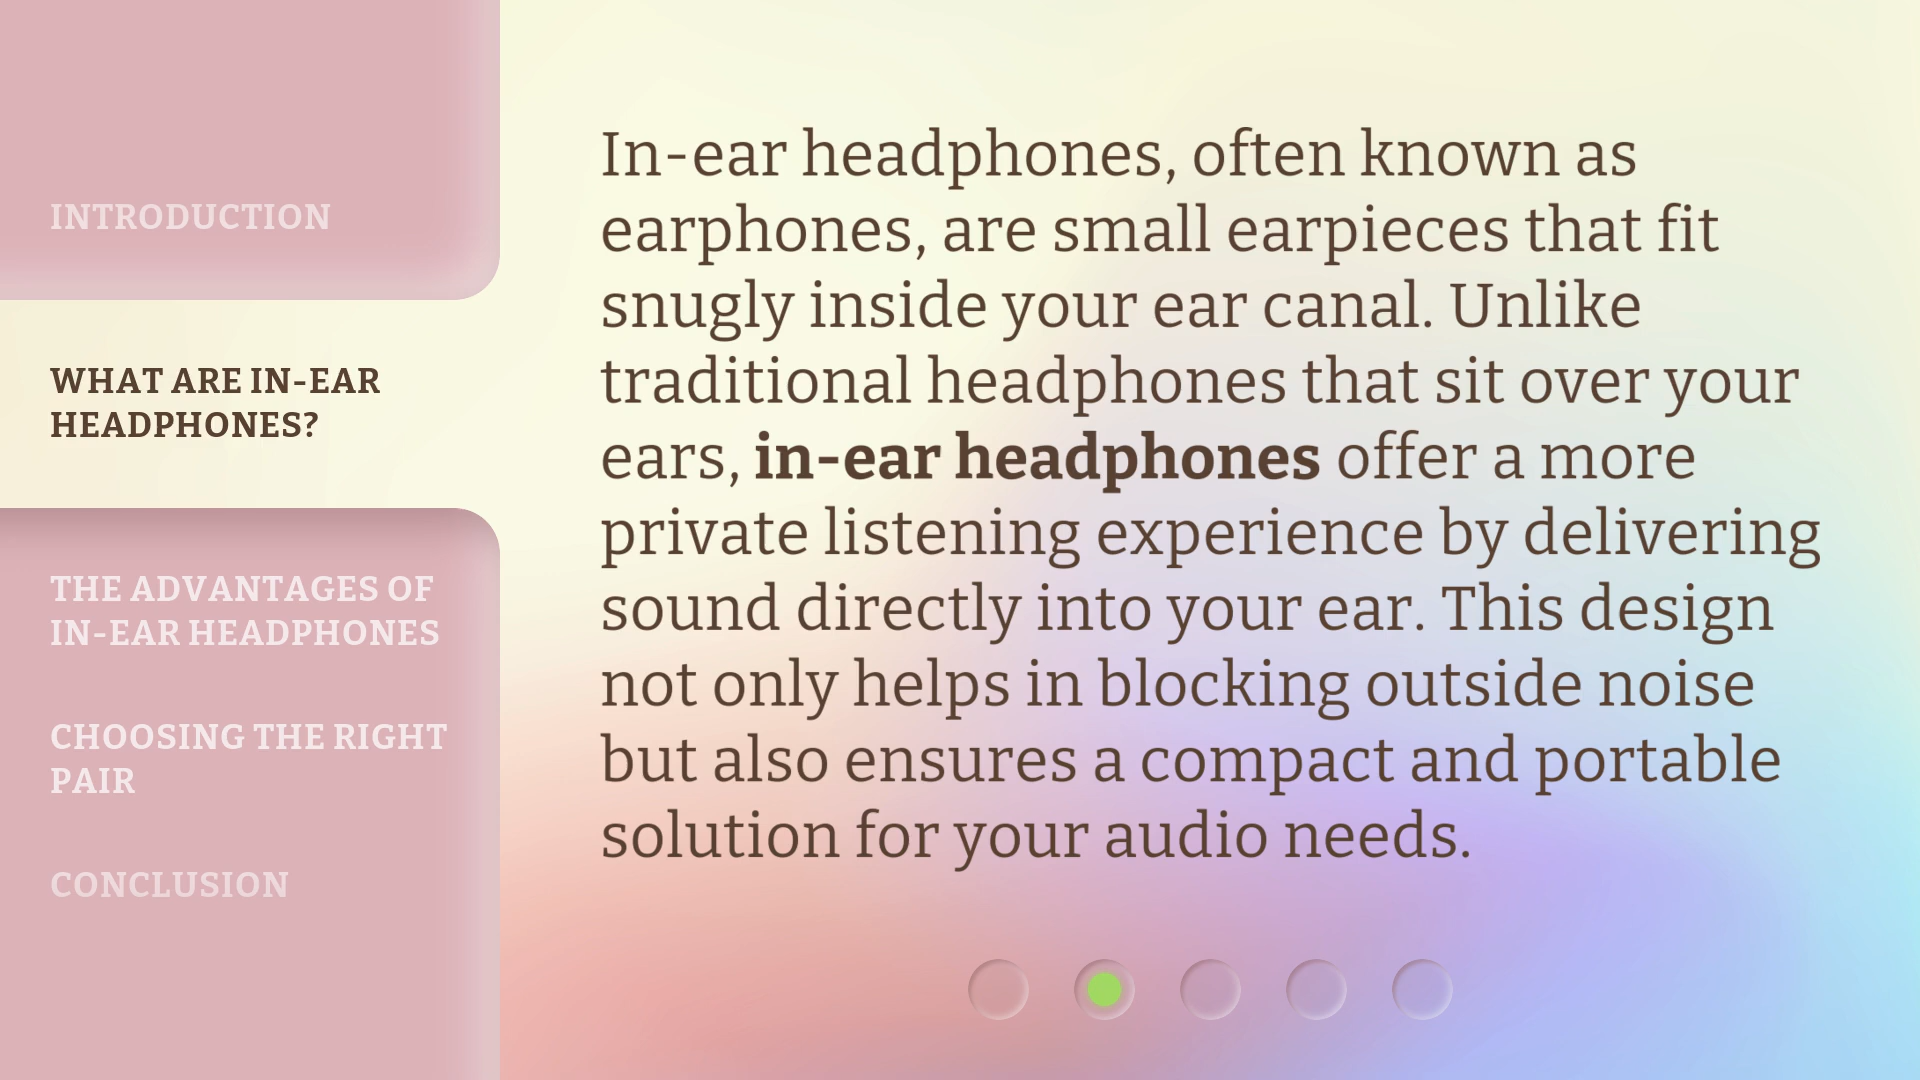 INTRODUCTION
WHAT ARE IN-EAR
HEADPHONES?
THE ADVANTAGES OF
IN-EAR HEADPHONES
CHOOSING THE RIGHT
PAIR
CONCLUSION
In-ear headphones, often known as
earphones, are small earpieces that fit
snugly inside your ear canal. Unlike
traditional headphones that sit over your
ears, in-ear headphones offer a more
private listening experience by delivering
sound directly into your ear. This design
not only helps in blocking outside noise
but also ensures a compact and portable
solution for your audio needs.